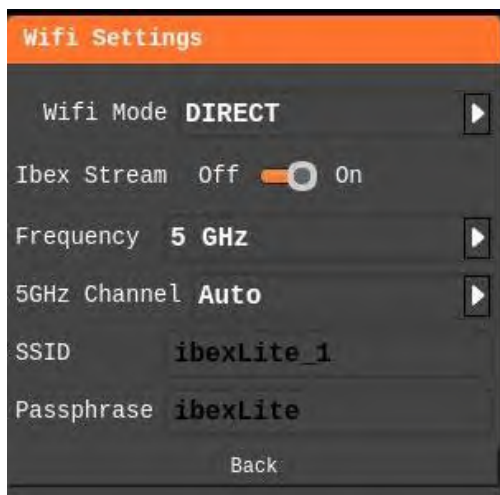 Wifi Settings
Wifi Mode DIRECT
Ibex Stream Off On
Frequency 5 GHz
5GHz Channel Auto
SSID ibexLite_1
Passphrase ibexLite
Back